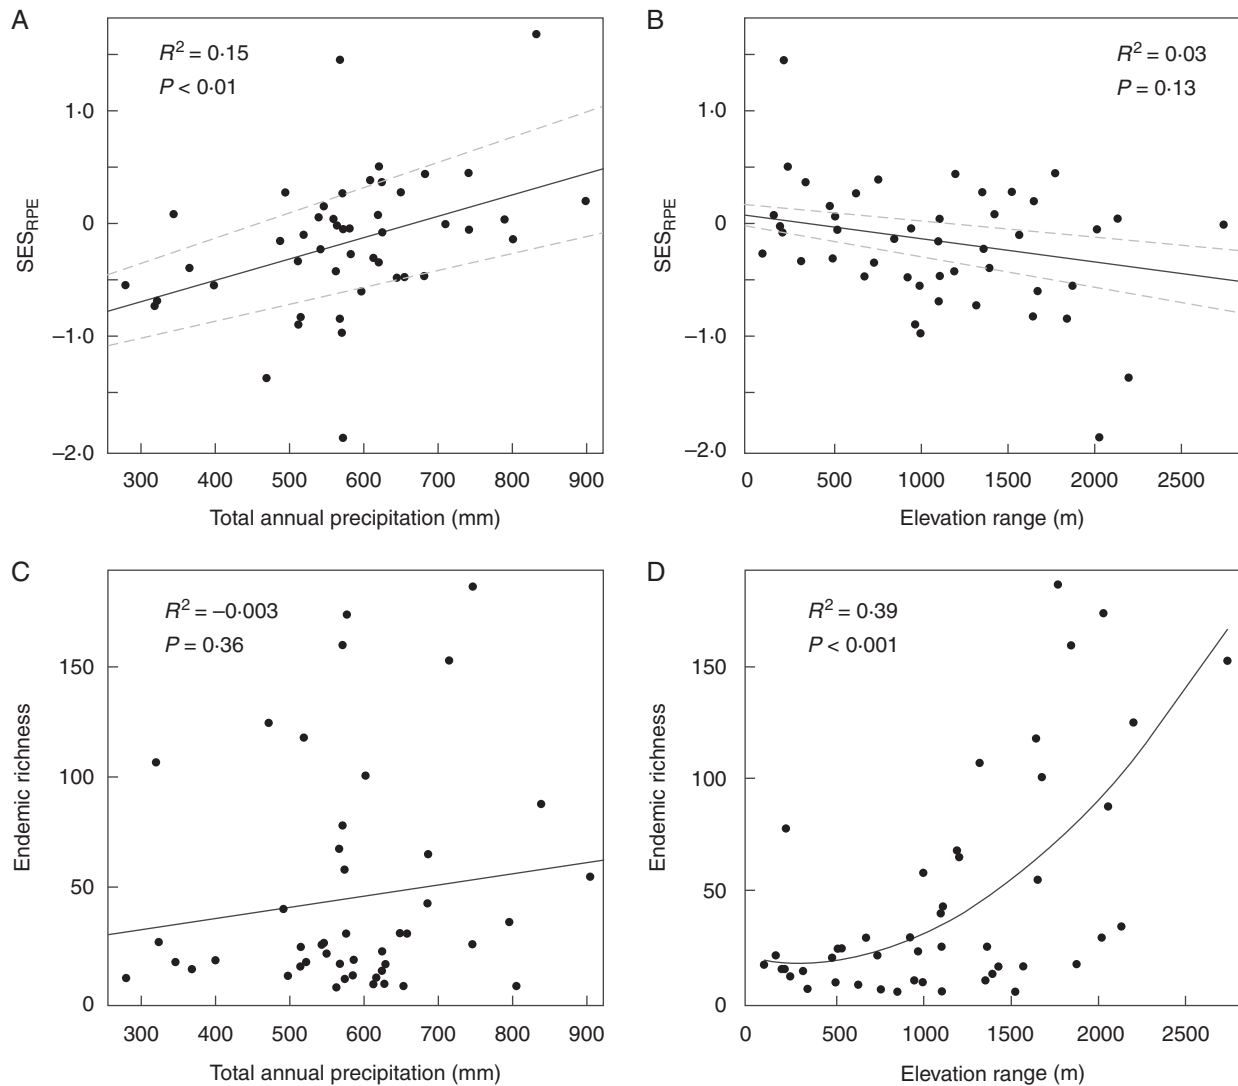 A
R² = 0·15
P < 0·01
1·0
0
–1·0
–2·0
SES_RPE
300 400 500 600 700 800 900
Total annual precipitation (mm)
B
R² = 0·03
P = 0·13
1·0
0
–1·0
–2·0
SES_RPE
0 500 1000 1500 2000 2500
Elevation range (m)
C
R² = –0·003
P = 0·36
150
100
50
0
Endemic richness
300 400 500 600 700 800 900
Total annual precipitation (mm)
D
R² = 0·39
P < 0·001
150
100
50
0
Endemic richness
0 500 1000 1500 2000 2500
Elevation range (m)